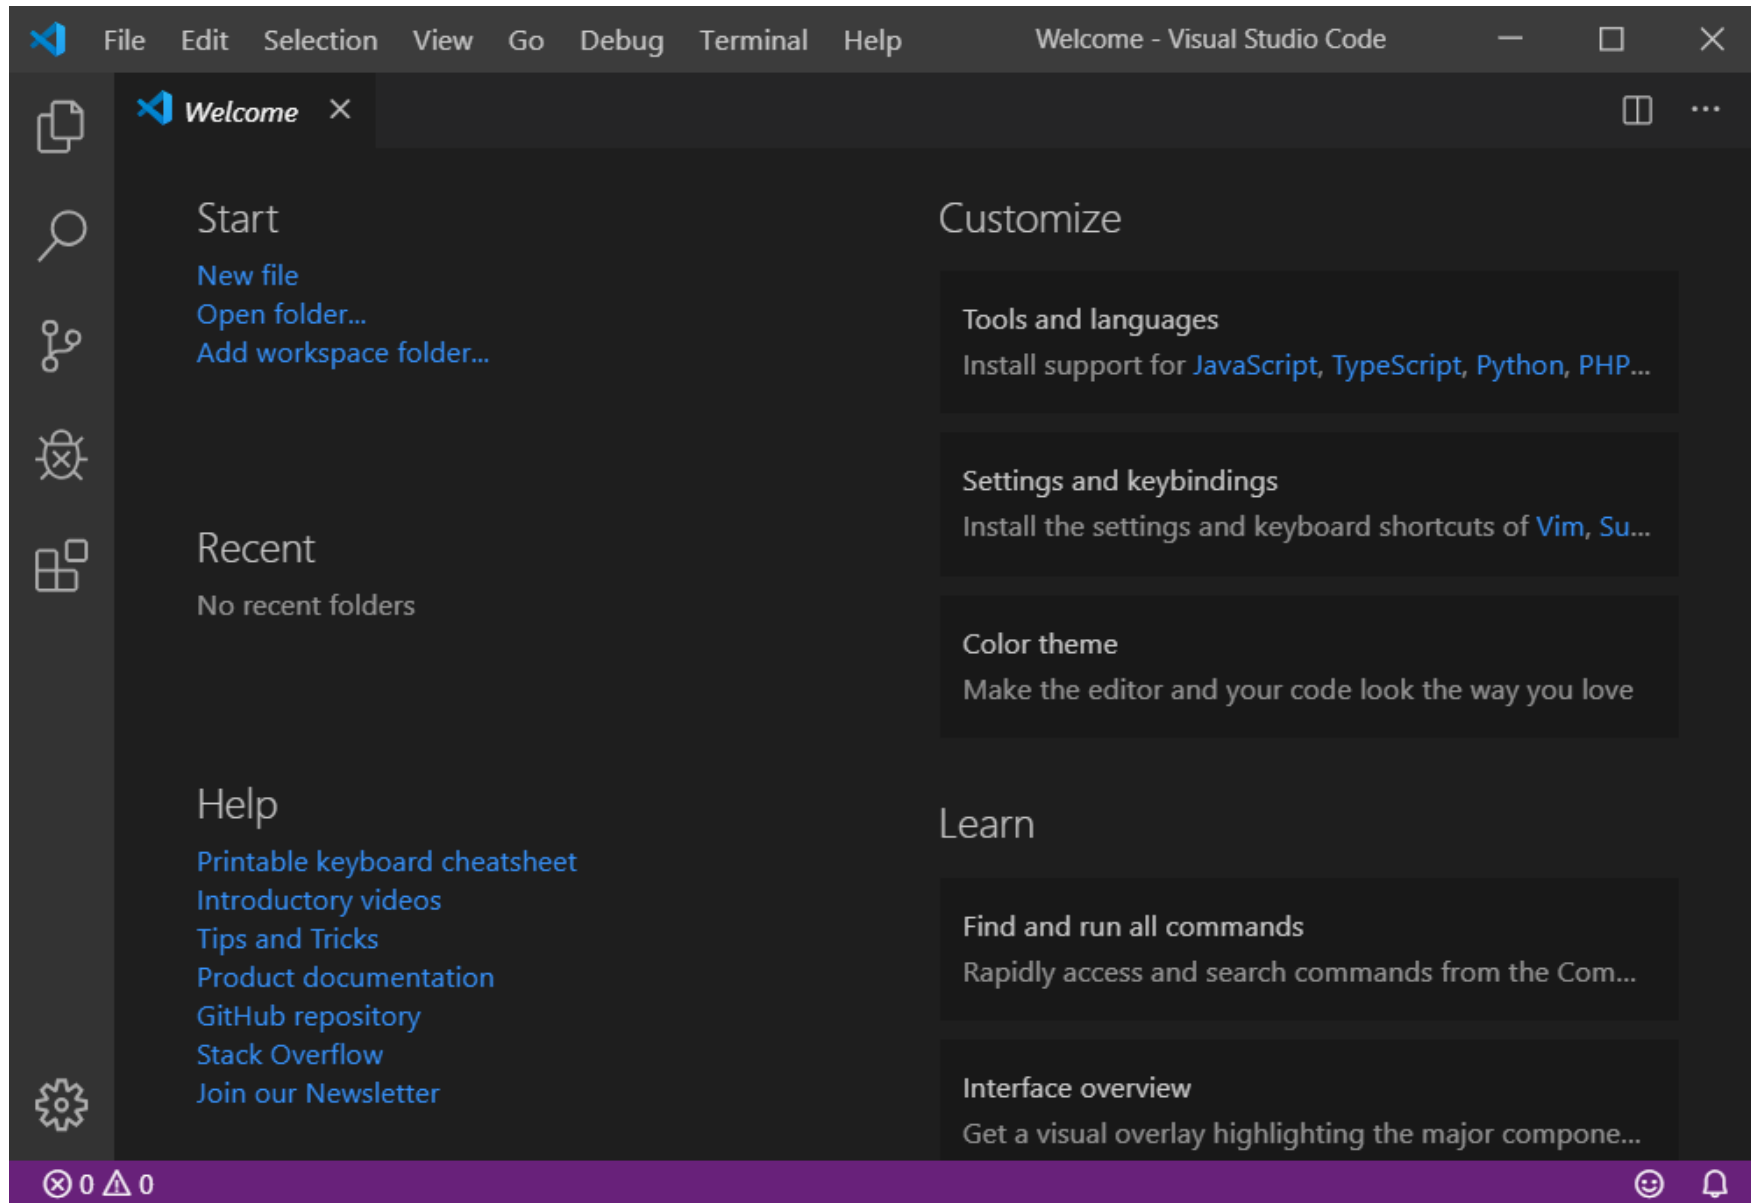 File Edit Selection View Go Debug Terminal Help Welcome - Visual Studio Code
Welcome
Start
New file
Open folder...
Add workspace folder...
Recent
No recent folders
Help
Printable keyboard cheatsheet
Introductory videos
Tips and Tricks
Product documentation
GitHub repository
Stack Overflow
Join our Newsletter
Customize
Tools and languages
Install support for JavaScript, TypeScript, Python, PHP...
Settings and keybindings
Install the settings and keyboard shortcuts of Vim, Su...
Color theme
Make the editor and your code look the way you love
Learn
Find and run all commands
Rapidly access and search commands from the Com...
Interface overview
Get a visual overlay highlighting the major compone...
0 0